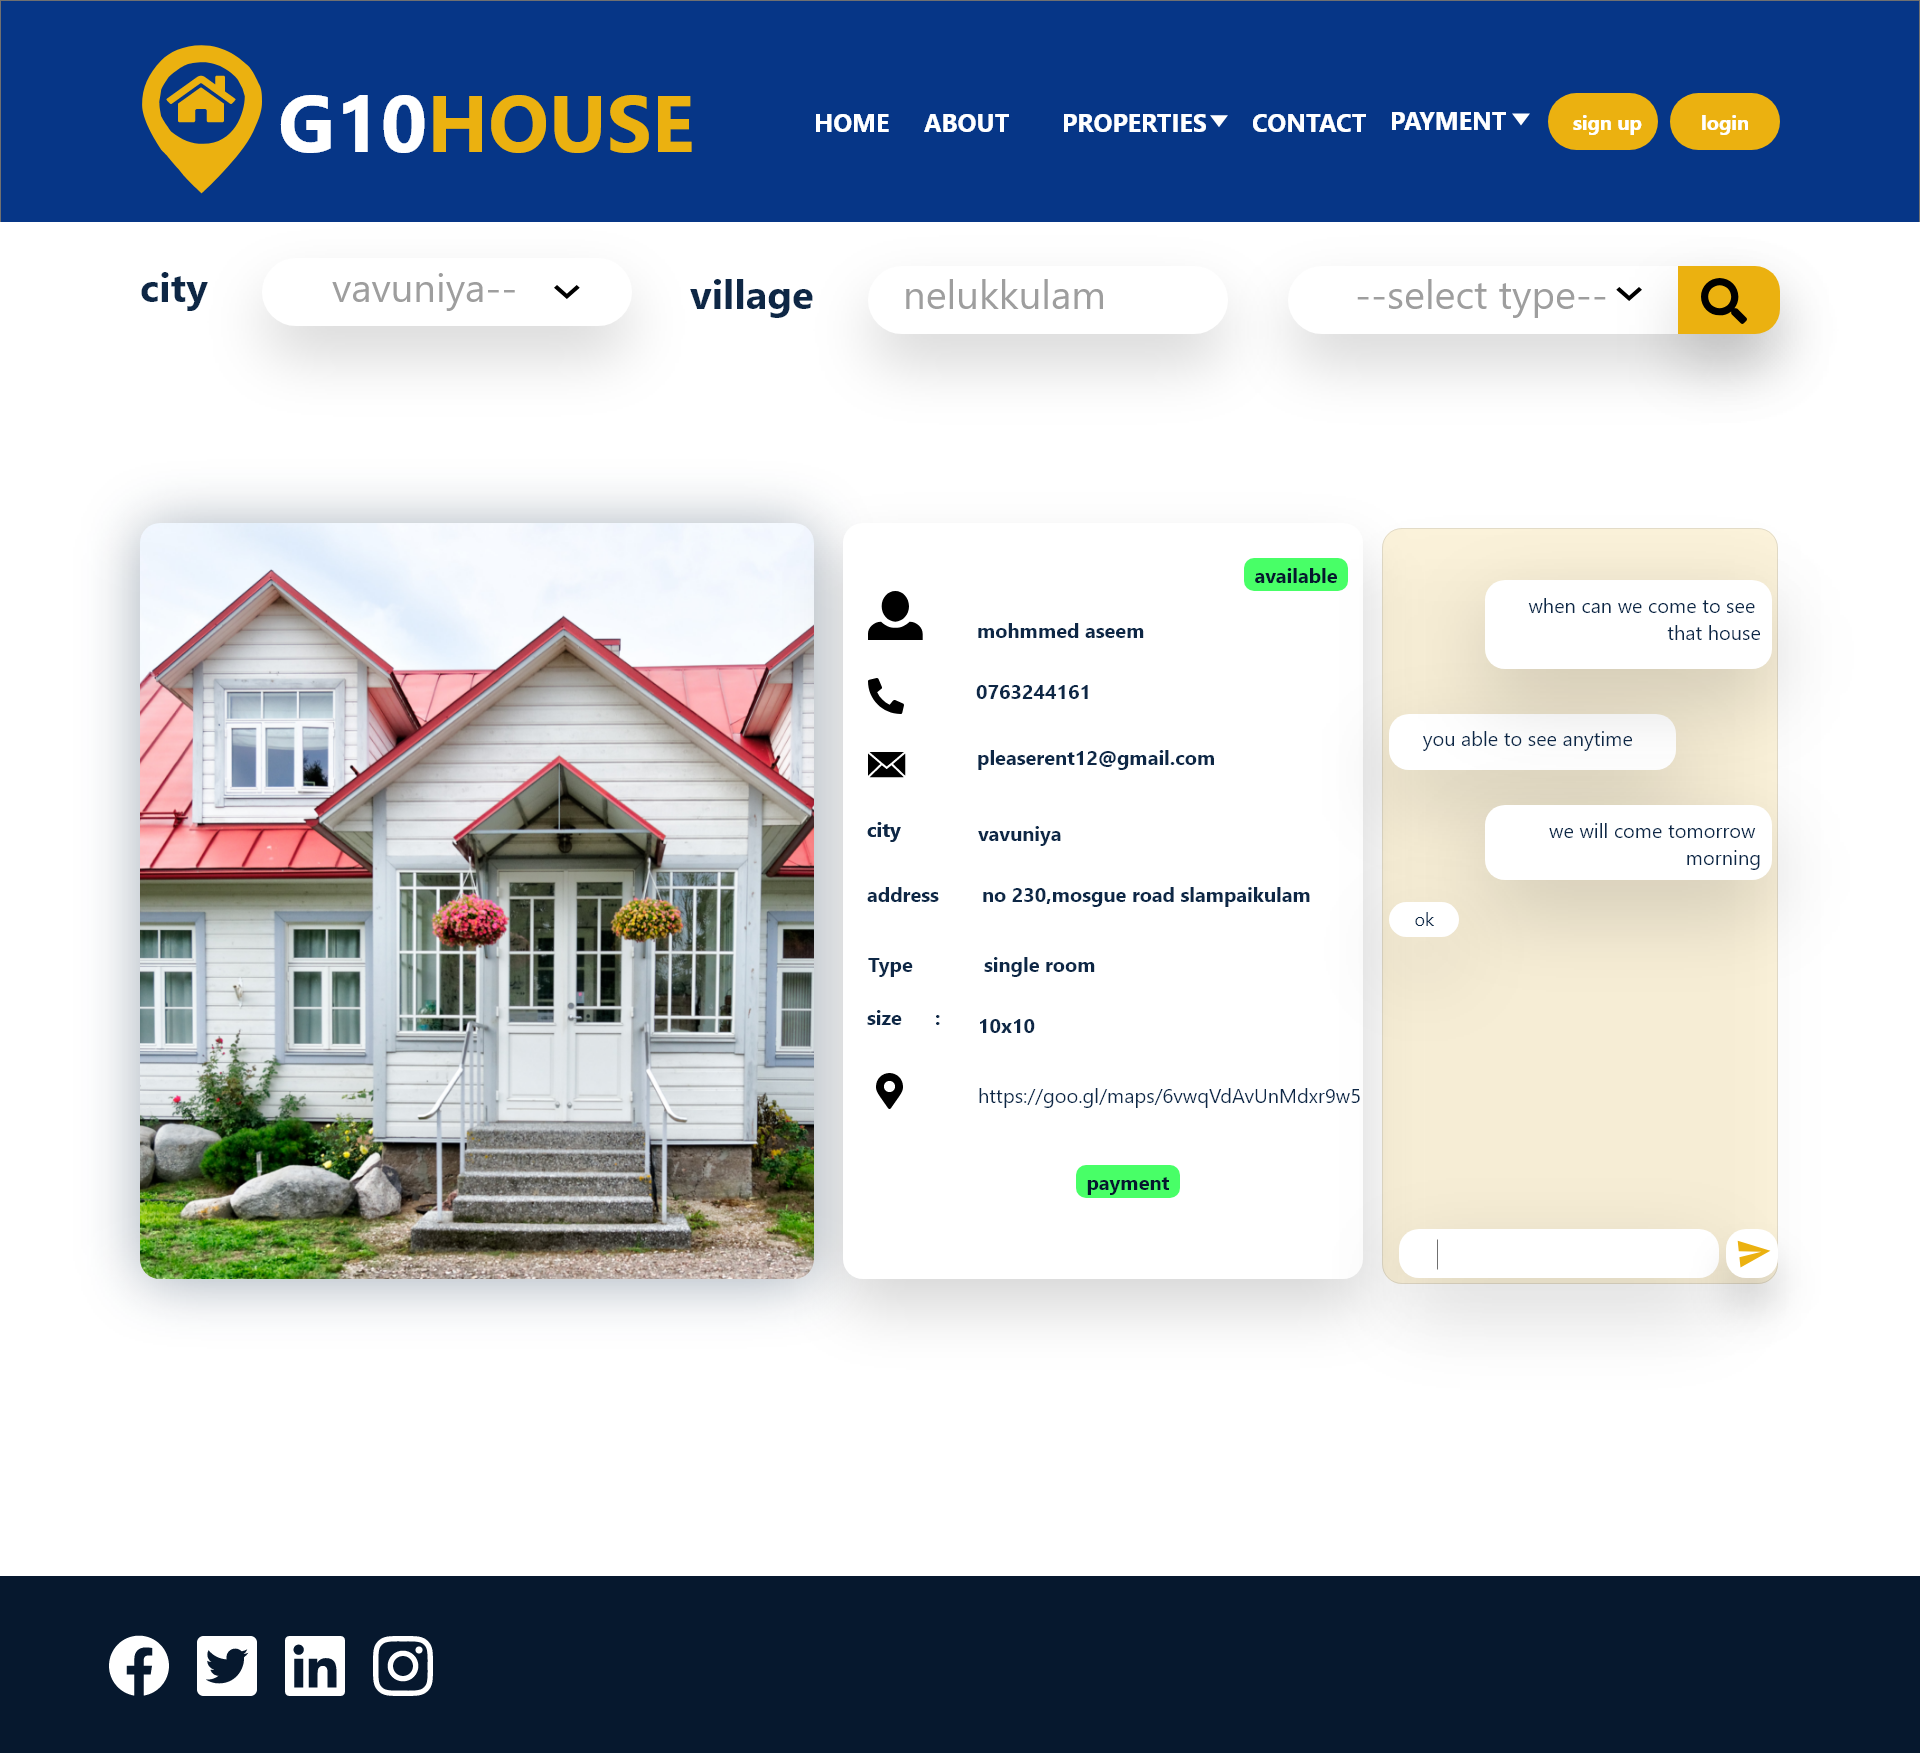 G10HOUSE
HOME ABOUT PROPERTIES CONTACT PAYMENT sign up login
city vavuniya-- village nelukkulam --select type--
available
mohmmed aseem
0763244161
pleaserent12@gmail.com
city vavuniya
address no 230,mosgue road slampaikulam
Type single room
size : 10x10
https://goo.gl/maps/6vwqVdAvUnMdxr9w5
payment
when can we come to see
that house
you able to see anytime
we will come tomorrow
morning
ok